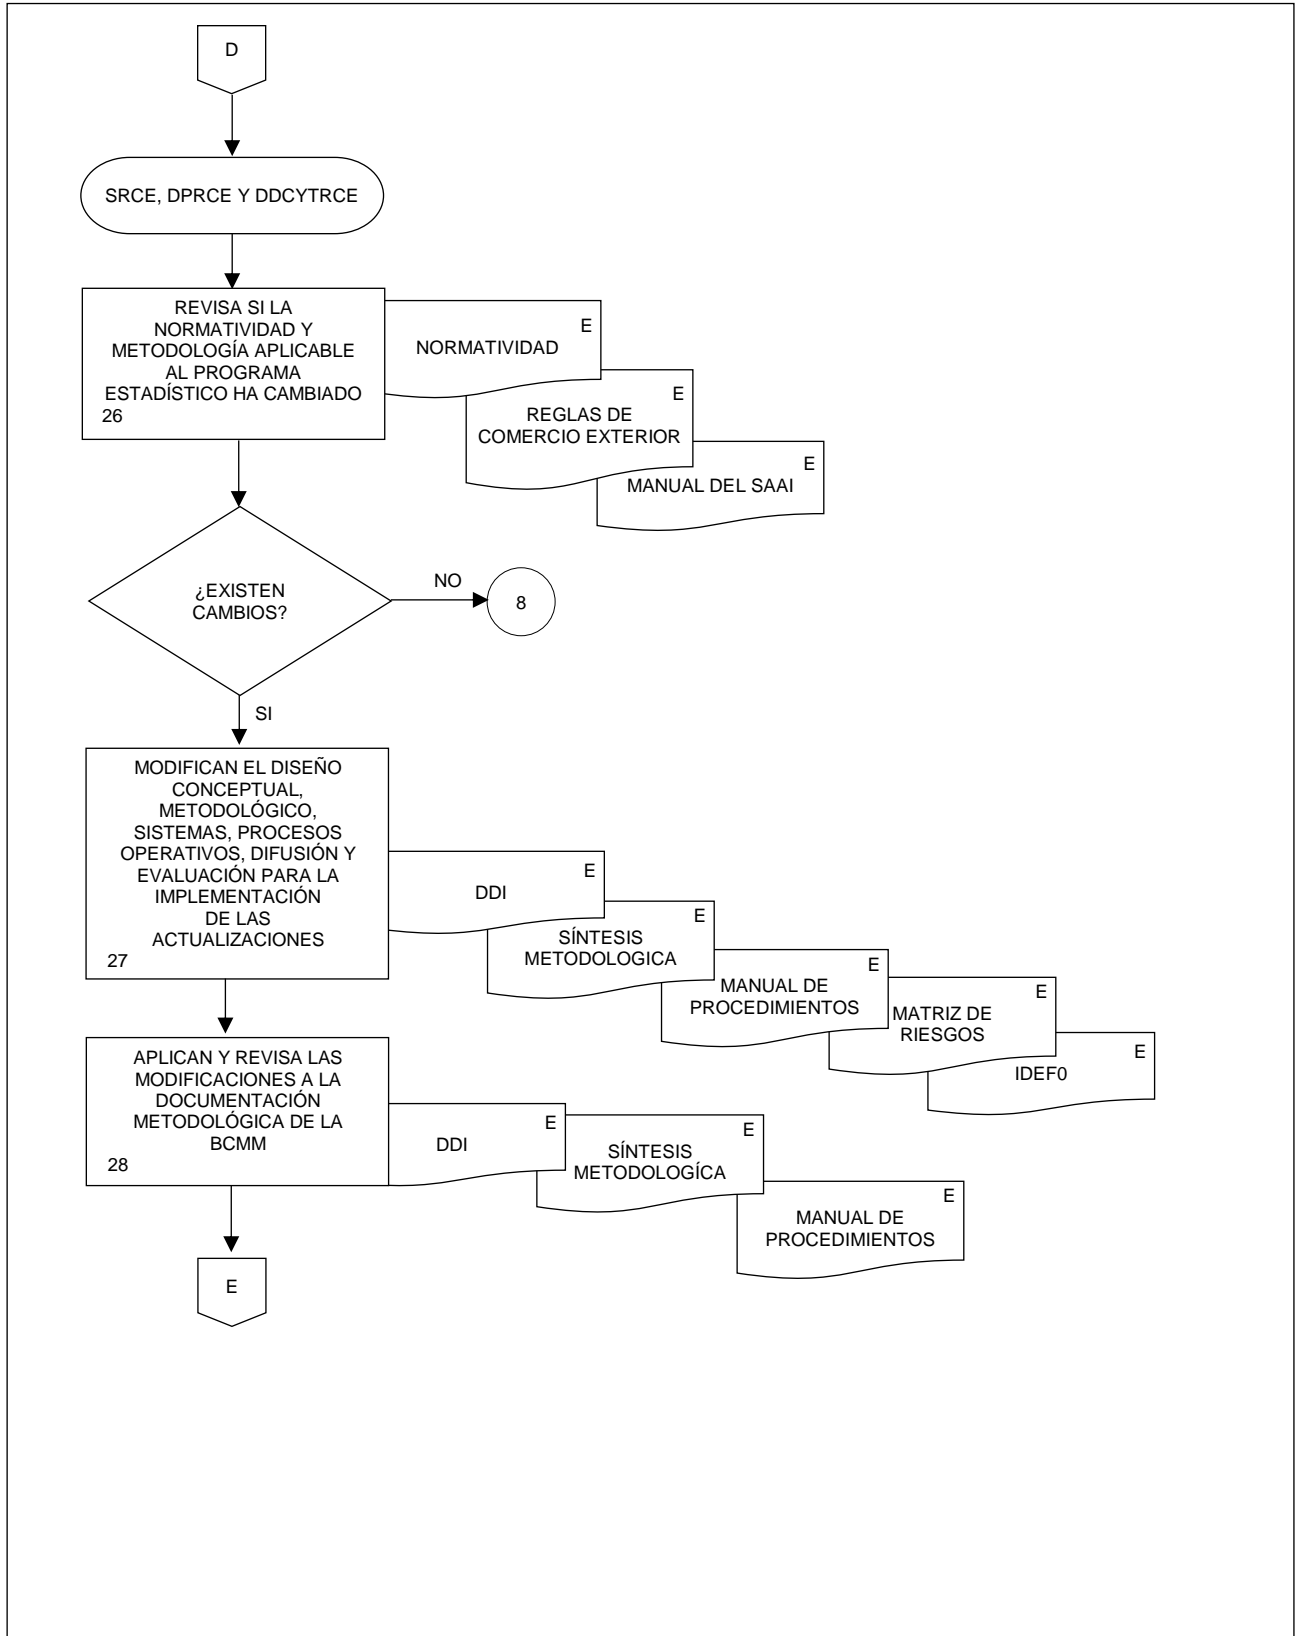 D
SRCE, DPRCE Y DDCYTRCE
REVISA SI LA
NORMATIVIDAD Y
METODOLOGÍA APLICABLE
AL PROGRAMA
ESTADÍSTICO HA CAMBIADO
26
E
NORMATIVIDAD
E
REGLAS DE
COMERCIO EXTERIOR
E
MANUAL DEL SAAI
¿EXISTEN
CAMBIOS?
NO
8
SI
MODIFICAN EL DISEÑO
CONCEPTUAL,
METODOLÓGICO,
SISTEMAS, PROCESOS
OPERATIVOS, DIFUSIÓN Y
EVALUACIÓN PARA LA
IMPLEMENTACIÓN
DE LAS
ACTUALIZACIONES
27
E
DDI
E
SÍNTESIS
METODOLOGICA
E
MANUAL DE
PROCEDIMIENTOS
E
MATRIZ DE
RIESGOS
E
IDEF0
APLICAN Y REVISA LAS
MODIFICACIONES A LA
DOCUMENTACIÓN
METODOLÓGICA DE LA
BCMM
28
E
DDI
E
SÍNTESIS
METODOLOGÍCA
E
MANUAL DE
PROCEDIMIENTOS
E